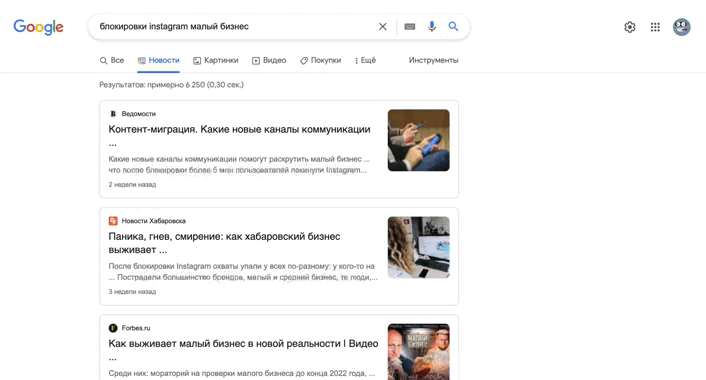 Google
блокировки instagram малый бизнес
Все Новости Картинки Видео Покупки Ещё Инструменты
Результатов: примерно 6 250 (0,30 сек.)
Ведомости
Контент-миграция. Какие новые каналы коммуникации
...
Какие новые каналы коммуникации помогут раскрутить малый бизнес ...
что после блокировки более 5 млн пользователей покинули Instagram...
2 недели назад
Новости Хабаровска
Паника, гнев, смирение: как хабаровский бизнес
выживает ...
После блокировки Instagram охваты упали у всех по-разному: у кого-то на
... Пострадали большинство брендов, малый и средний бизнес, те люди,...
3 недели назад
Forbes.ru
Как выживает малый бизнес в новой реальности | Видео
...
Среди них: мораторий на проверки малого бизнеса до конца 2022 года, ...
МАЛЫЙ
БИЗНЕС